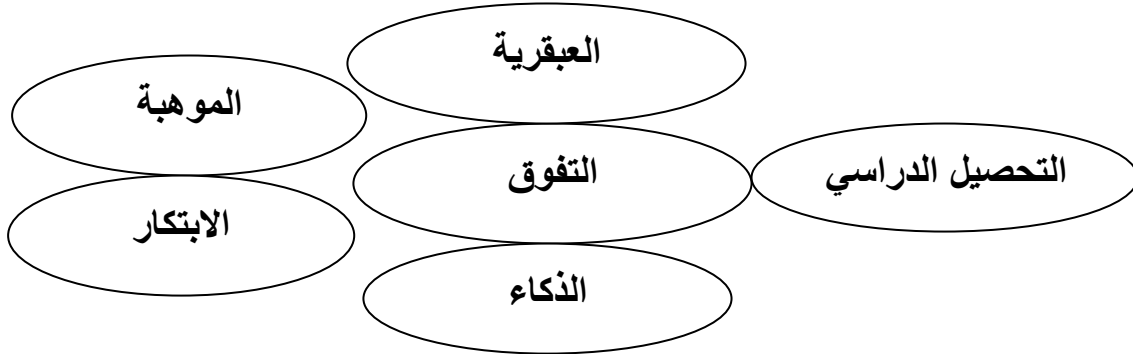 العبقرية
الموهبة
التحصيل الدراسي
التفوق
الابتكار
الذكاء